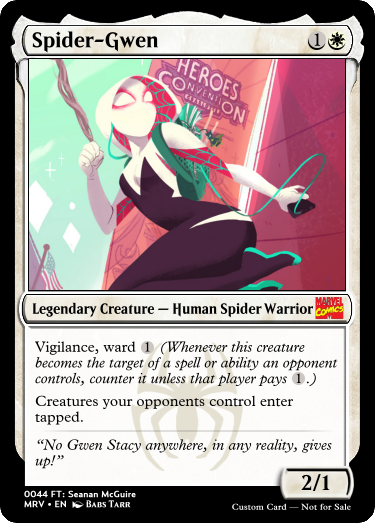 Spider-Gwen 1
HEROES
CONVENTION
Legendary Creature — Human Spider Warrior MARVEL COMICS
Vigilance, ward 1 (Whenever this creature
becomes the target of a spell or ability an opponent
controls, counter it unless that player pays 1.)
Creatures your opponents control enter
tapped.
“No Gwen Stacy anywhere, in any reality, gives
up!”
2/1
0044 FT: Seanan McGuire
MRV • EN Babs Tarr Custom Card — Not for Sale